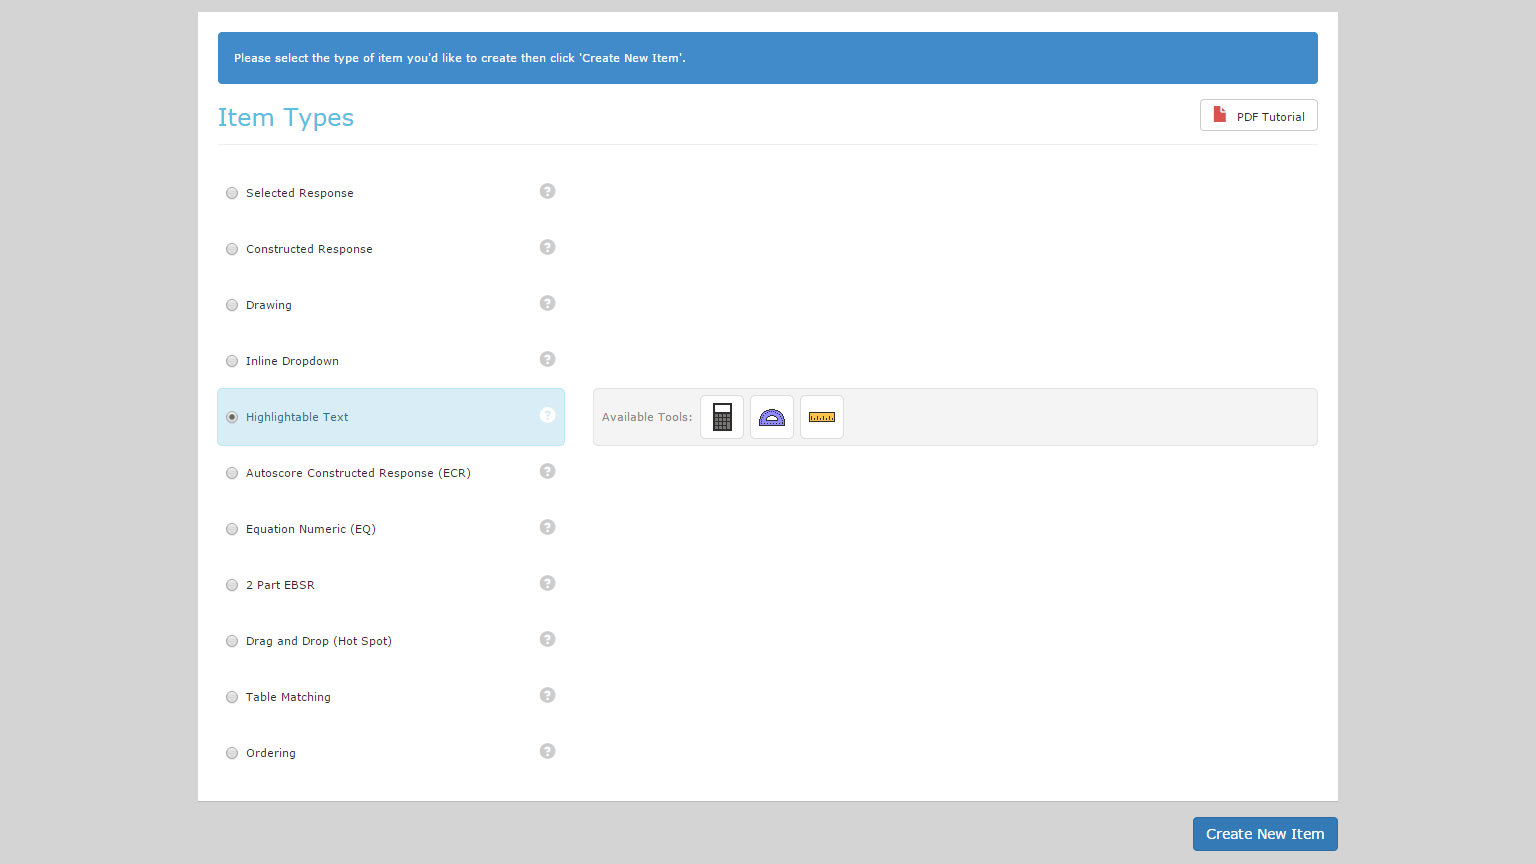 Please select the type of item you'd like to create then click 'Create New Item'.
Item Types
PDF Tutorial
Selected Response
Constructed Response
Drawing
Inline Dropdown
Highlightable Text
Available Tools:
Autoscore Constructed Response (ECR)
Equation Numeric (EQ)
2 Part EBSR
Drag and Drop (Hot Spot)
Table Matching
Ordering
Create New Item